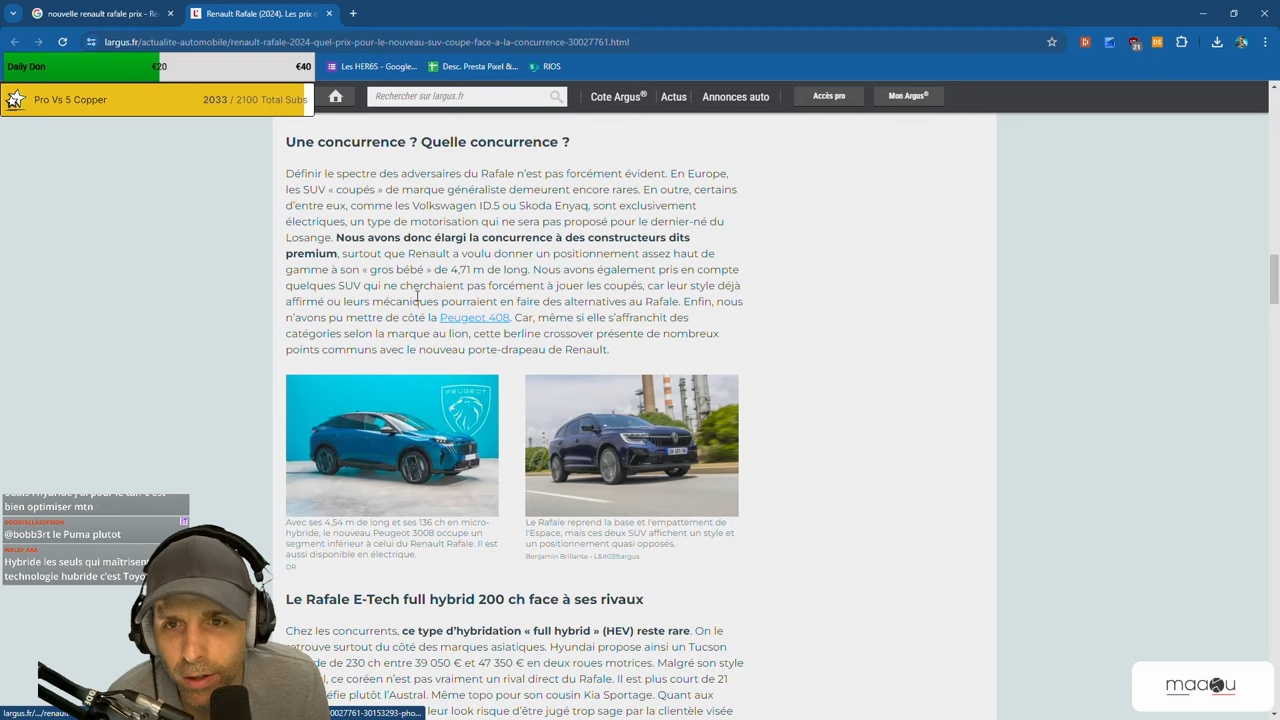 nouvelle renault rafale prix - Re
Renault Rafale (2024). Les prix d
largus.fr/actualite-automobile/renault-rafale-2024-quel-prix-pour-le-nouveau-suv-coupe-face-a-la-concurrence-30027761.html
21
Daily Don €20 €40
Les HER6S - Google...
Desc. Presta Pixel &...
RIOS
Pro Vs 5 Copper 2033 / 2100 Total Subs
Rechercher sur largus.fr
Cote Argus®
Actus
Annonces auto
Accès pro
Mon Argus®
Une concurrence ? Quelle concurrence ?
Définir le spectre des adversaires du Rafale n'est pas forcément évident. En Europe,
les SUV « coupés » de marque généraliste demeurent encore rares. En outre, certains
d'entre eux, comme les Volkswagen ID.5 ou Skoda Enyaq, sont exclusivement
électriques, un type de motorisation qui ne sera pas proposé pour le dernier-né du
Losange. Nous avons donc élargi la concurrence à des constructeurs dits
premium, surtout que Renault a voulu donner un positionnement assez haut de
gamme à son « gros bébé » de 4,71 m de long. Nous avons également pris en compte
quelques SUV qui ne cherchaient pas forcément à jouer les coupés, car leur style déjà
affirmé ou leurs mécaniques pourraient en faire des alternatives au Rafale. Enfin, nous
n'avons pu mettre de côté la Peugeot 408. Car, même si elle s'affranchit des
catégories selon la marque au lion, cette berline crossover présente de nombreux
points communs avec le nouveau porte-drapeau de Renault.
PEUGEOT
Avec ses 4,54 m de long et ses 136 ch en micro-
hybride, le nouveau Peugeot 3008 occupe un
segment inférieur à celui du Renault Rafale. Il est
aussi disponible en électrique.
DR
Le Rafale reprend la base et l'empattement de
l'Espace, mais ces deux SUV affichent un style et
un positionnement quasi opposés.
Benjamin Brillante - L&#039;argus
bien optimiser mtn
GOODFELLASOFSION
@bobb3rt le Puma plutot
WALID AAA
Hybride les seuls qui maîtrisen
technologie hubride c'est Toyo
Le Rafale E-Tech full hybrid 200 ch face à ses rivaux
Chez les concurrents, ce type d'hybridation « full hybrid » (HEV) reste rare. On le
retrouve surtout du côté des marques asiatiques. Hyundai propose ainsi un Tucson
de de 230 ch entre 39 050 € et 47 350 € en deux roues motrices. Malgré son style
l, ce coréen n'est pas vraiment un rival direct du Rafale. Il est plus court de 21
éfie plutôt l'Austral. Même topo pour son cousin Kia Sportage. Quant aux
leur look risque d'être jugé trop sage par la clientèle visée
largus.fr/.../renau
27761-30153293-pho...
maaou